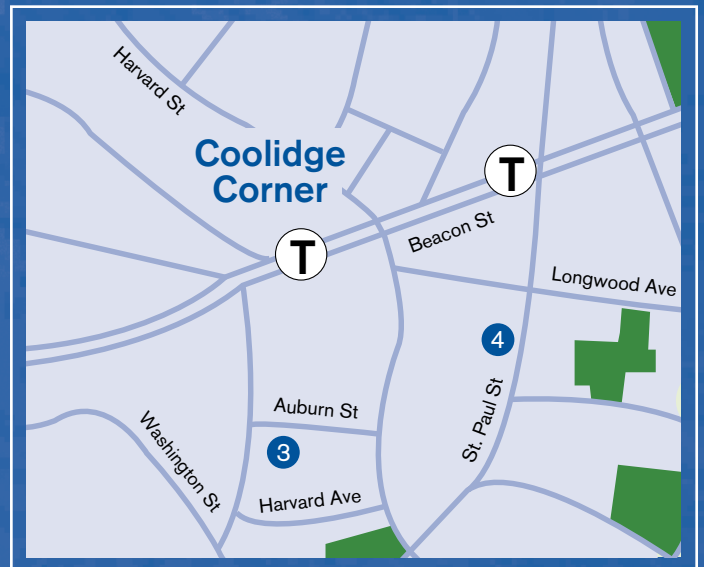 Harvard St
Coolidge
Corner
T
Beacon St
T
Longwood Ave
4
Auburn St
St. Paul St
Washington St
3
Harvard Ave